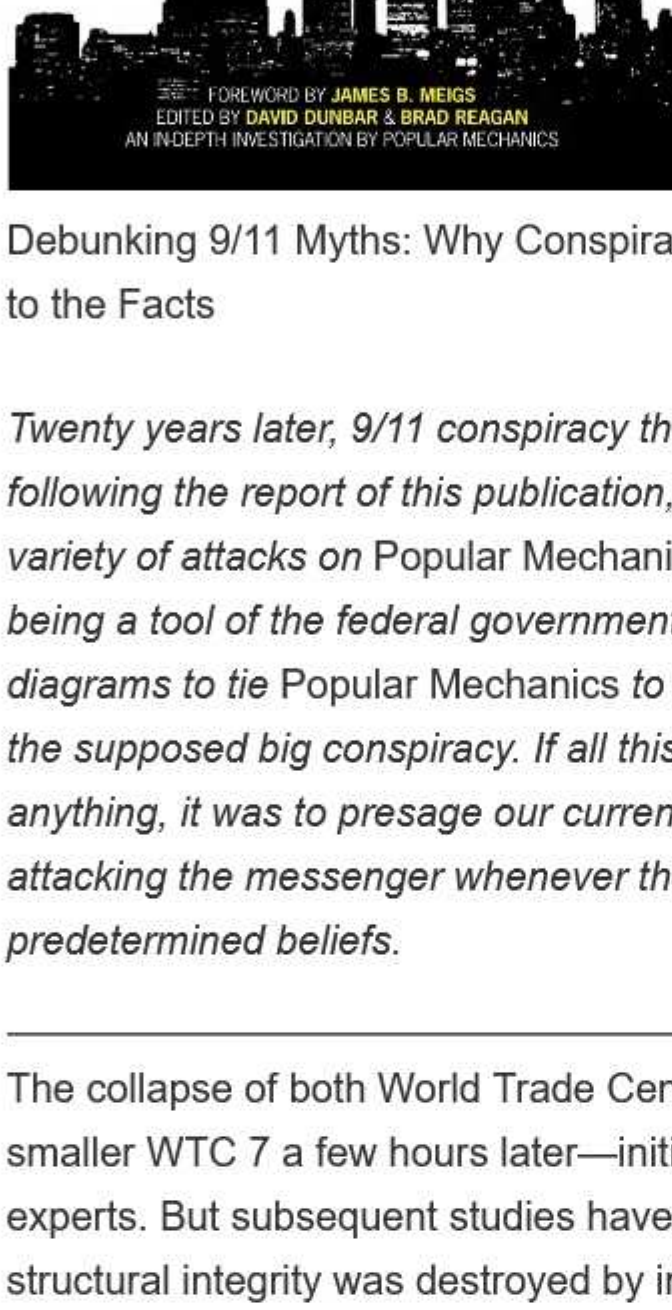 FOREWORD BY JAMES B. MEIGS
EDITED BY DAVID DUNBAR & BRAD REAGAN
AN IN-DEPTH INVESTIGATION BY POPULAR MECHANICS
Debunking 9/11 Myths: Why Conspira
to the Facts
Twenty years later, 9/11 conspiracy th
following the report of this publication,
variety of attacks on Popular Mechani
being a tool of the federal government
diagrams to tie Popular Mechanics to
the supposed big conspiracy. If all this
anything, it was to presage our curren
attacking the messenger whenever th
predetermined beliefs.
The collapse of both World Trade Cen
smaller WTC 7 a few hours later—initi
experts. But subsequent studies have
structural integrity was destroyed by in